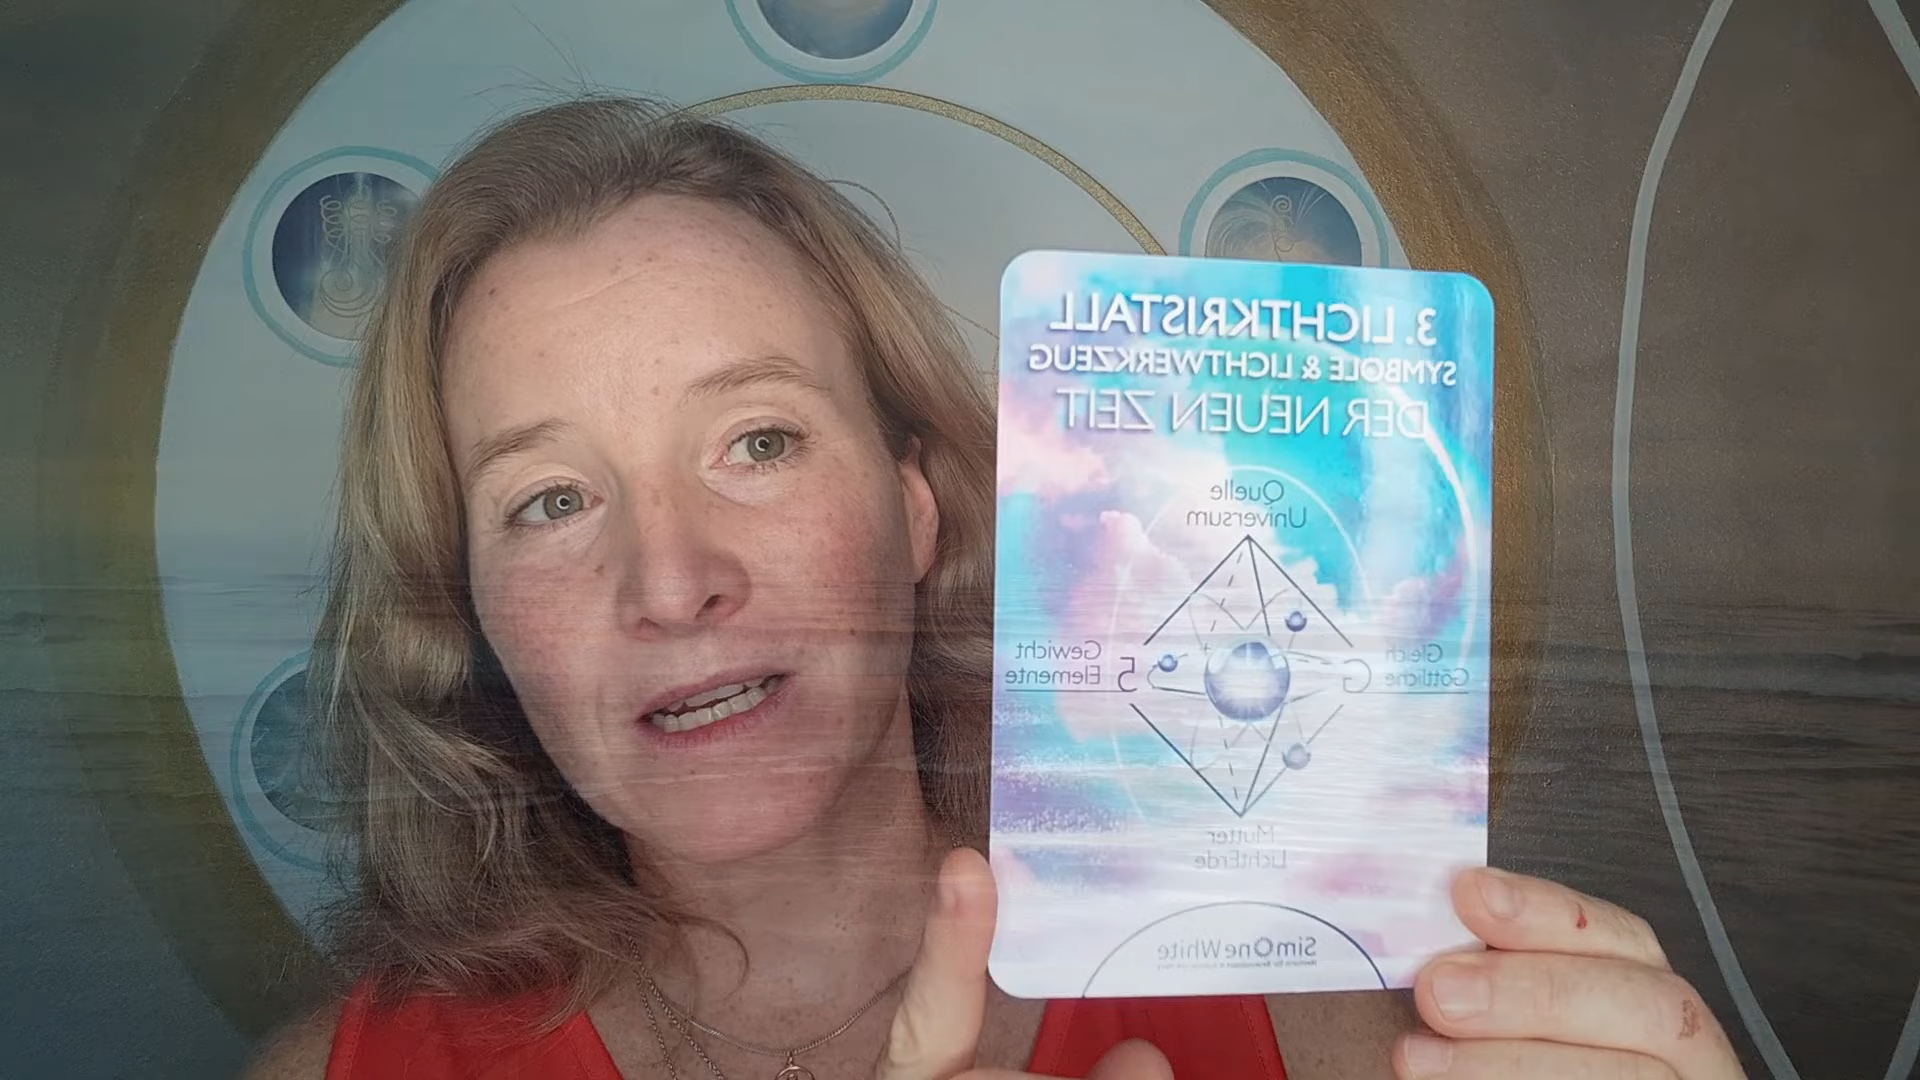 3. LICHTKRISTALL
SYMBOLE & LICHTWERKZEUG
DER NEUEN ZEIT
Quelle
Universum
Gleich
Göttliche
G
5
Gewicht
Elemente
Mutter
LichtErde
SimOneWhite